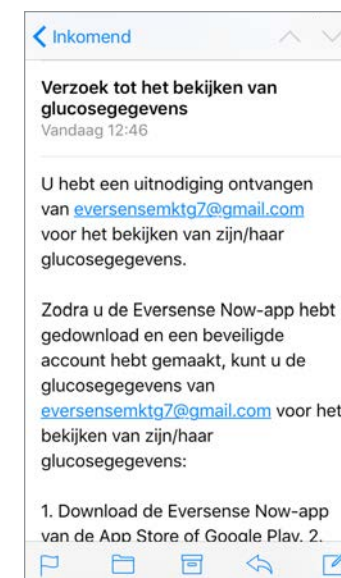 Inkomend
Verzoek tot het bekijken van
glucosegegevens
Vandaag 12:46
U hebt een uitnodiging ontvangen
van eversensemktg7@gmail.com
voor het bekijken van zijn/haar
glucosegegevens.
Zodra u de Eversense Now-app hebt
gedownload en een beveiligde
account hebt gemaakt, kunt u de
glucosegegevens van
eversensemktg7@gmail.com voor het
bekijken van zijn/haar
glucosegegevens:
1. Download de Eversense Now-app
van de App Store of Google Play. 2.